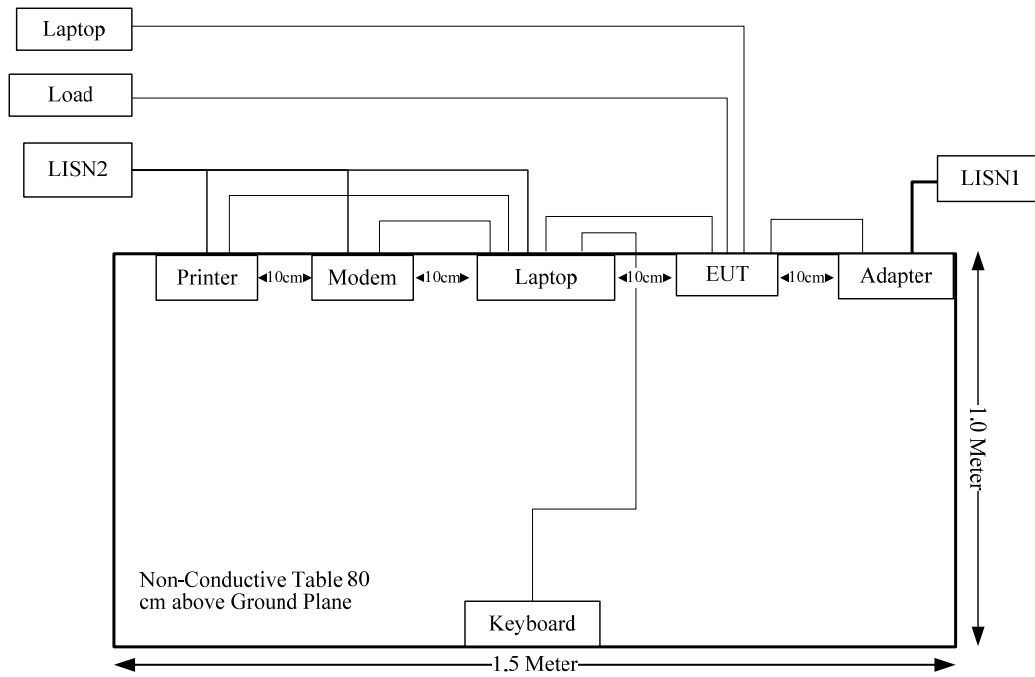 Laptop
Load
LISN2
LISN1
Printer
10cm
Modem
10cm
Laptop
10cm
EUT
10cm
Adapter
1.0 Meter
Non-Conductive Table 80
cm above Ground Plane
Keyboard
1.5 Meter